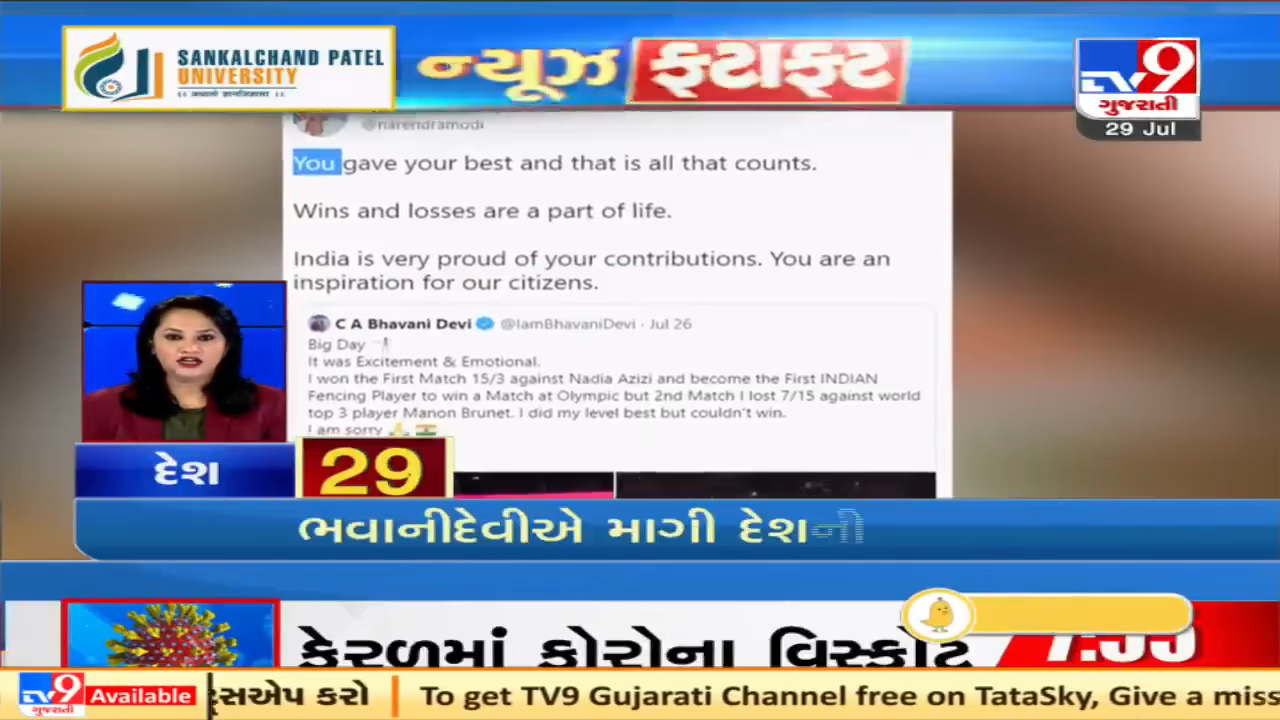 SANKALCHAND PATEL
UNIVERSITY
ન્યૂઝ ફટાફટ
TV9
ગુજરાતી
29 Jul
@narendramodi
You gave your best and that is all that counts.
Wins and losses are a part of life.
India is very proud of your contributions. You are an
inspiration for our citizens.
C A Bhavani Devi @IamBhavaniDevi · Jul 26
Big Day 🤺
It was Excitement & Emotional.
I won the First Match 15/3 against Nadia Azizi and become the First INDIAN
Fencing Player to win a Match at Olympic but 2nd Match I lost 7/15 against world
top 3 player Manon Brunet. I did my level best but couldn't win.
I am sorry 🙏 🇮🇳
દેશ
29
ભવાનીદેવીએ માગી દેશની
કેરળમાં કોરોના વિસ્ફોટ
TV9
ગુજરાતી
Available
કરો
To get TV9 Gujarati Channel free on TataSky, Give a miss